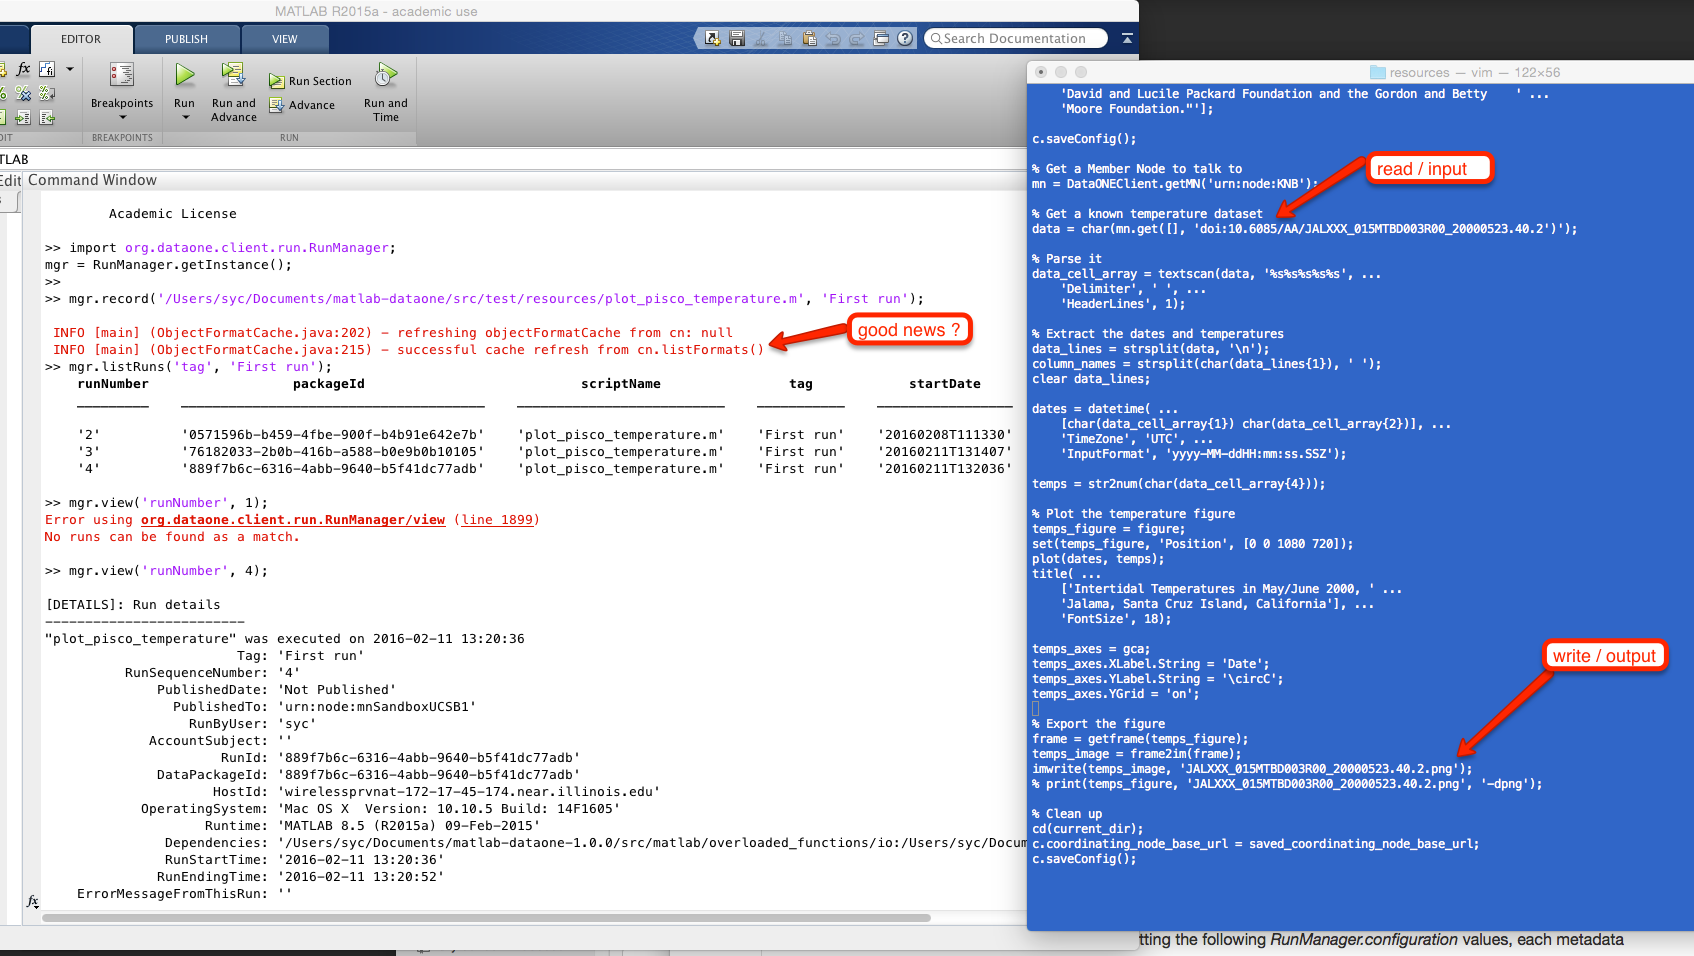 MATLAB R2015a - academic use
EDITOR
PUBLISH
VIEW
Search Documentation
fx
Breakpoints
Run
Run and
Advance
Run Section
Advance
Run and
Time
DIT
BREAKPOINTS
RUN
TLAB
Edit
Command Window
Academic License
>> import org.dataone.client.run.RunManager;
mgr = RunManager.getInstance();
>>
>> mgr.record('/Users/syc/Documents/matlab-dataone/src/test/resources/plot_pisco_temperature.m', 'First run');
INFO [main] (ObjectFormatCache.java:202) - refreshing objectFormatCache from cn: null
INFO [main] (ObjectFormatCache.java:215) - successful cache refresh from cn.listFormats()
good news ?
>> mgr.listRuns('tag', 'First run');
runNumber packageId scriptName tag startDate
'2' '0571596b-b459-4fbe-900f-b4b91e642e7b' 'plot_pisco_temperature.m' 'First run' '20160208T111330'
'3' '76182033-2b0b-416b-a588-b0e9b0b10105' 'plot_pisco_temperature.m' 'First run' '20160211T131407'
'4' '889f7b6c-6316-4abb-9640-b5f41dc77adb' 'plot_pisco_temperature.m' 'First run' '20160211T132036'
>> mgr.view('runNumber', 1);
Error using org.dataone.client.run.RunManager/view (line 1899)
No runs can be found as a match.
>> mgr.view('runNumber', 4);
[DETAILS]: Run details
-------------------------
"plot_pisco_temperature" was executed on 2016-02-11 13:20:36
Tag: 'First run'
RunSequenceNumber: '4'
PublishedDate: 'Not Published'
PublishedTo: 'urn:node:mnSandboxUCSB1'
RunByUser: 'syc'
AccountSubject: ''
RunId: '889f7b6c-6316-4abb-9640-b5f41dc77adb'
DataPackageId: '889f7b6c-6316-4abb-9640-b5f41dc77adb'
HostId: 'wirelessprvnat-172-17-45-174.near.illinois.edu'
OperatingSystem: 'Mac OS X  Version: 10.10.5 Build: 14F1605'
Runtime: 'MATLAB 8.5 (R2015a) 09-Feb-2015'
Dependencies: '/Users/syc/Documents/matlab-dataone-1.0.0/src/matlab/overloaded_functions/io:/Users/syc/Docum
RunStartTime: '2016-02-11 13:20:36'
RunEndingTime: '2016-02-11 13:20:52'
ErrorMessageFromThisRun: ''
fx
resources — vim — 122×56
'David and Lucile Packard Foundation and the Gordon and Betty    ' ...
'Moore Foundation."'];
c.saveConfig();
% Get a Member Node to talk to
mn = DataONEClient.getMN('urn:node:KNB');
read / input
% Get a known temperature dataset
data = char(mn.get([], 'doi:10.6085/AA/JALXXX_015MTBD003R00_20000523.40.2')');
% Parse it
data_cell_array = textscan(data, '%s%s%s%s%s', ...
'Delimiter', ' ', ...
'HeaderLines', 1);
% Extract the dates and temperatures
data_lines = strsplit(data, '\n');
column_names = strsplit(char(data_lines{1}), ' ');
clear data_lines;
dates = datetime( ...
[char(data_cell_array{1}) char(data_cell_array{2})], ...
'TimeZone', 'UTC', ...
'InputFormat', 'yyyy-MM-ddHH:mm:ss.SSZ');
temps = str2num(char(data_cell_array{4}));
% Plot the temperature figure
temps_figure = figure;
set(temps_figure, 'Position', [0 0 1080 720]);
plot(dates, temps);
title( ...
['Intertidal Temperatures in May/June 2000, ' ...
'Jalama, Santa Cruz Island, California'], ...
'FontSize', 18);
temps_axes = gca;
temps_axes.XLabel.String = 'Date';
temps_axes.YLabel.String = '\circC';
temps_axes.YGrid = 'on';
write / output
% Export the figure
frame = getframe(temps_figure);
temps_image = frame2im(frame);
imwrite(temps_image, 'JALXXX_015MTBD003R00_20000523.40.2.png');
% print(temps_figure, 'JALXXX_015MTBD003R00_20000523.40.2.png', '-dpng');
% Clean up
cd(current_dir);
c.coordinating_node_base_url = saved_coordinating_node_base_url;
c.saveConfig();
tting the following RunManager.configuration values, each metadata